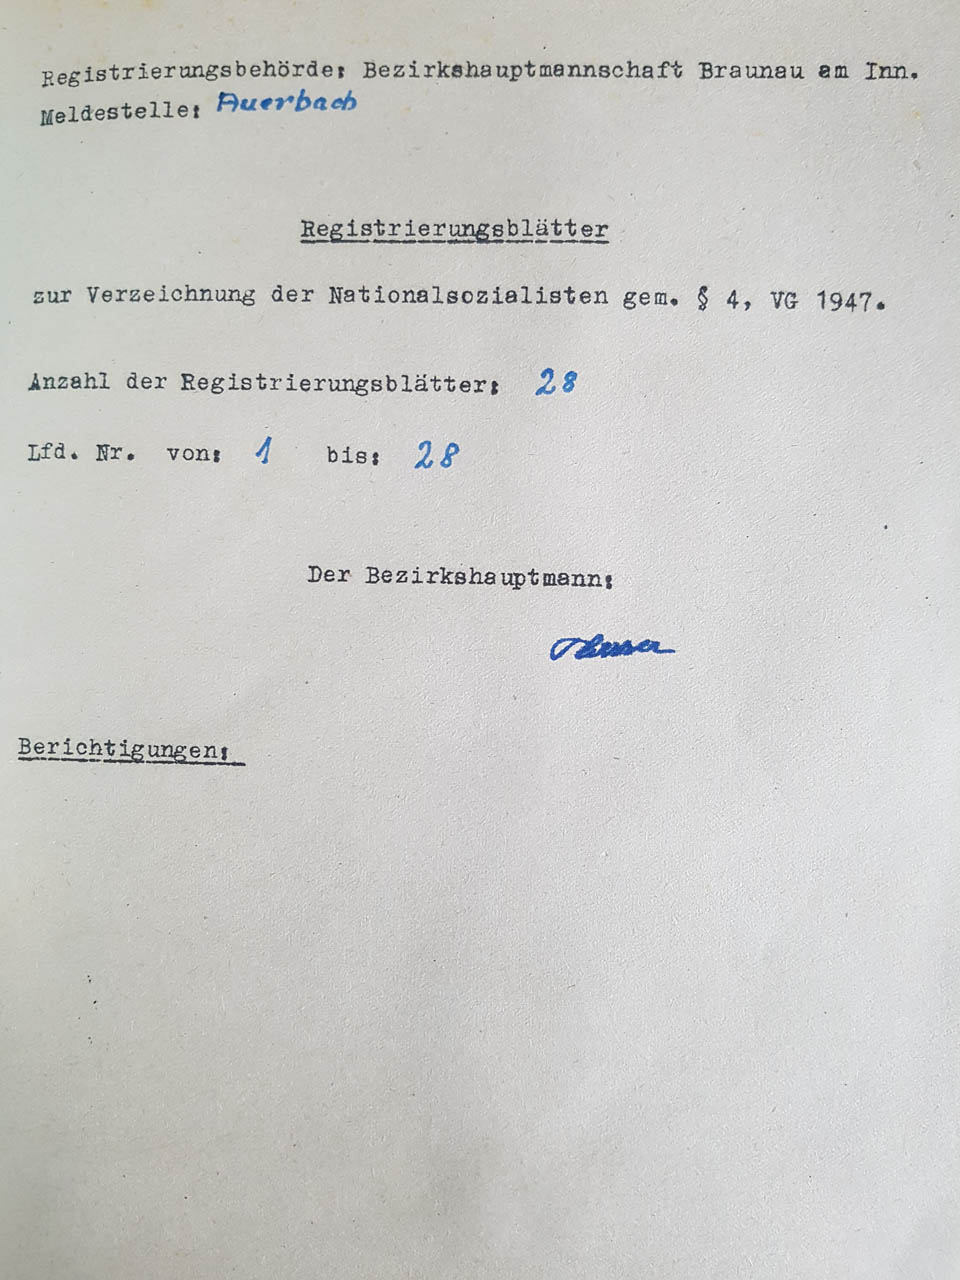 Registrierungsbehörde: Bezirkshauptmannschaft Braunau am Inn.
Meldestelle: Auerbach
Registrierungsblätter
zur Verzeichnung der Nationalsozialisten gem. § 4, VG 1947.
Anzahl der Registrierungsblätter: 28
Lfd. Nr. von: 1 bis: 28
Der Bezirkshauptmann:
Berichtigungen: